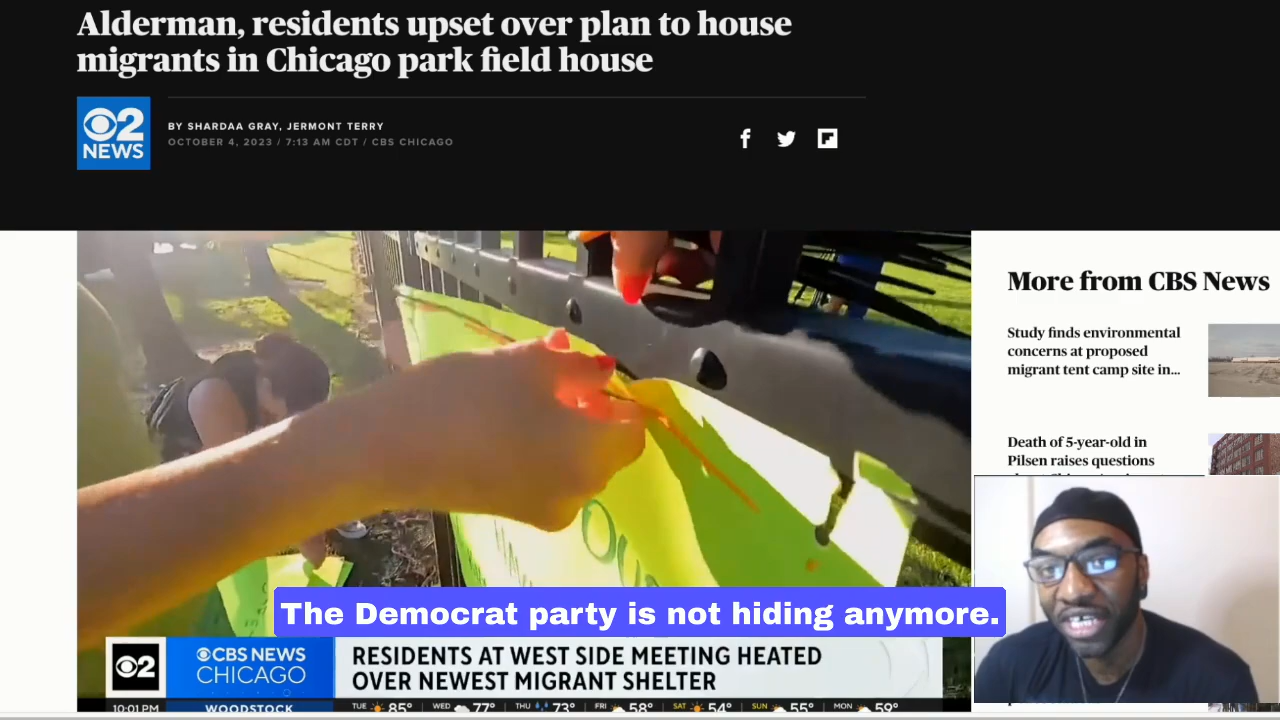 Alderman, residents upset over plan to house
migrants in Chicago park field house
2
NEWS
BY SHARDAA GRAY, JERMONT TERRY
OCTOBER 4, 2023 / 7:13 AM CDT / CBS CHICAGO
More from CBS News
Study finds environmental
concerns at proposed
migrant tent camp site in...
Death of 5-year-old in
Pilsen raises questions
The Democrat party is not hiding anymore.
2
CBS NEWS
CHICAGO
RESIDENTS AT WEST SIDE MEETING HEATED
OVER NEWEST MIGRANT SHELTER
10:01 PM
WOODSTOCK
TUE 85° WED 77° THU 73° FRI 58° SAT 54° SUN 55° MON 59°